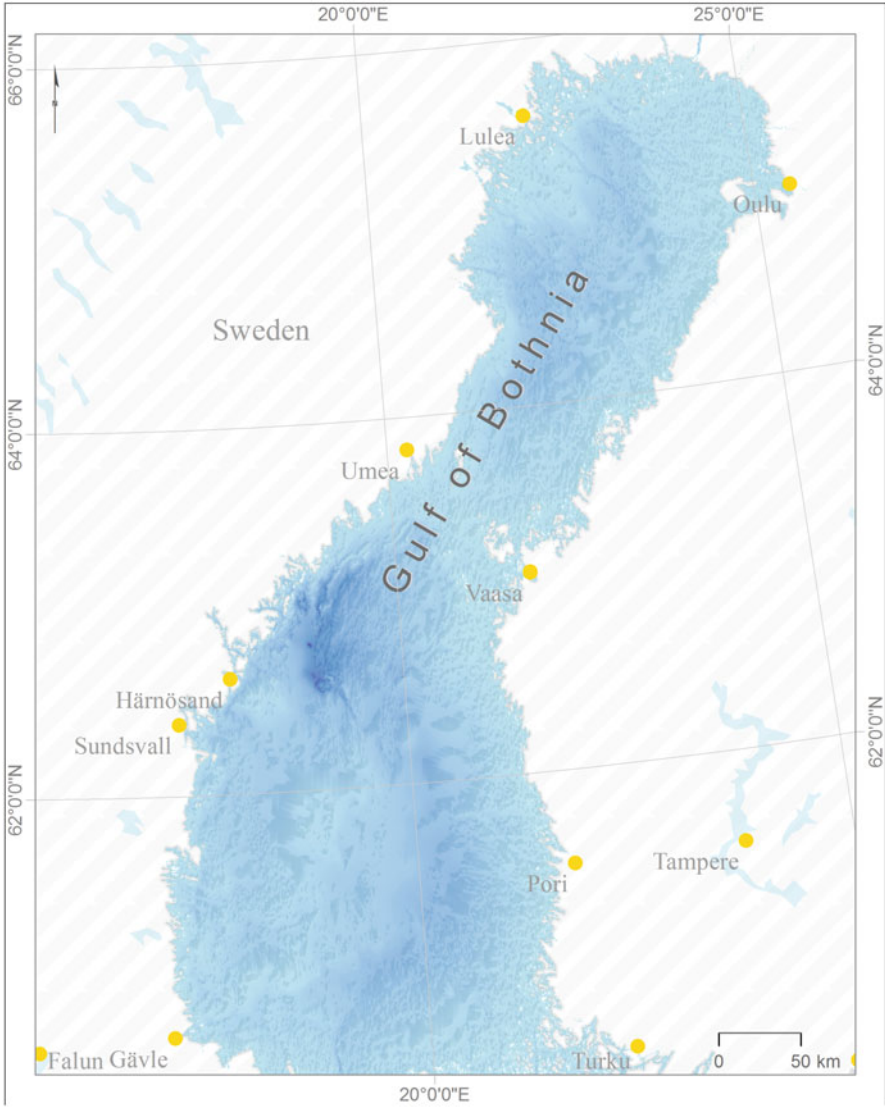 20°0'0"E
25°0'0"E
66°0'0"N
N
Lulea
Oulu
Sweden
Gulf of Bothnia
64°0'0"N
64°0'0"N
Umea
Vaasa
Härnösand
Sundsvall
62°0'0"N
62°0'0"N
Tampere
Pori
Falun
Gävle
Turku
0
50 km
20°0'0"E